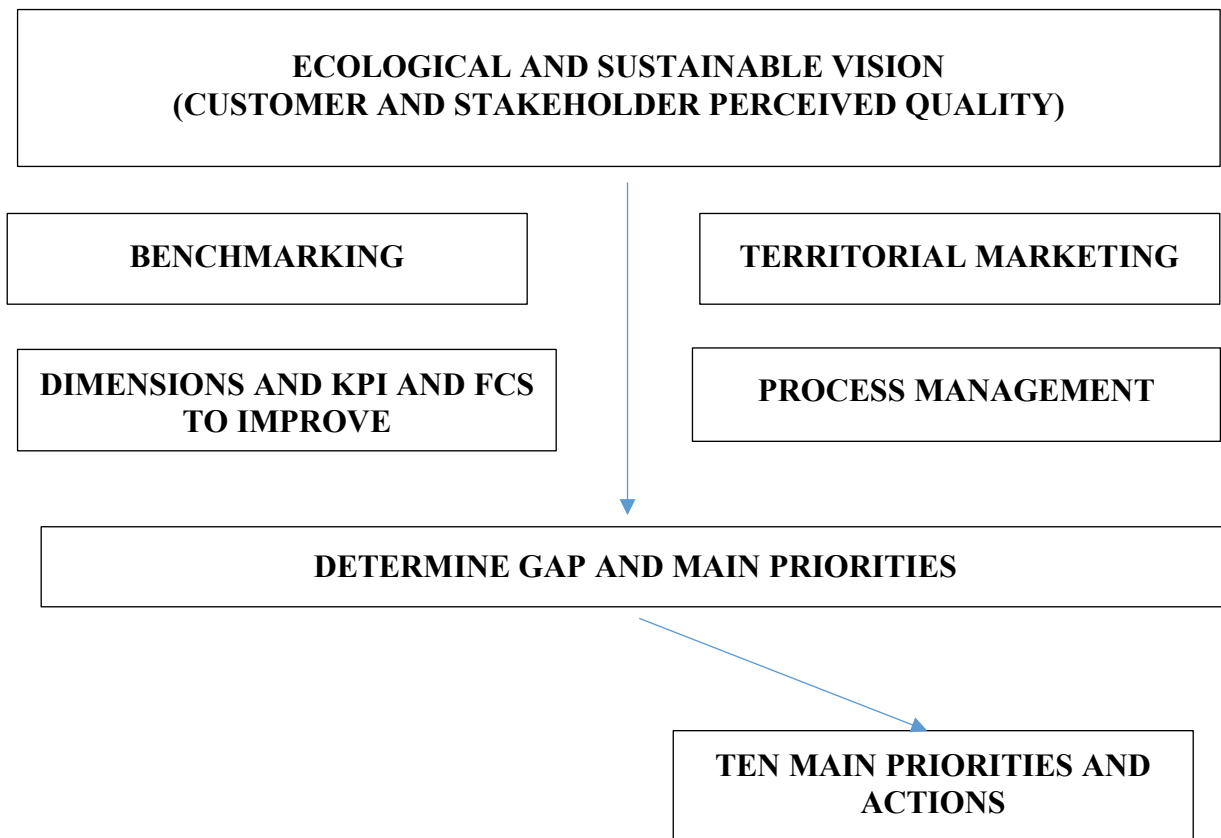 ECOLOGICAL AND SUSTAINABLE VISION
(CUSTOMER AND STAKEHOLDER PERCEIVED QUALITY)
BENCHMARKING
TERRITORIAL MARKETING
DIMENSIONS AND KPI AND FCS
TO IMPROVE
PROCESS MANAGEMENT
DETERMINE GAP AND MAIN PRIORITIES
TEN MAIN PRIORITIES AND
ACTIONS